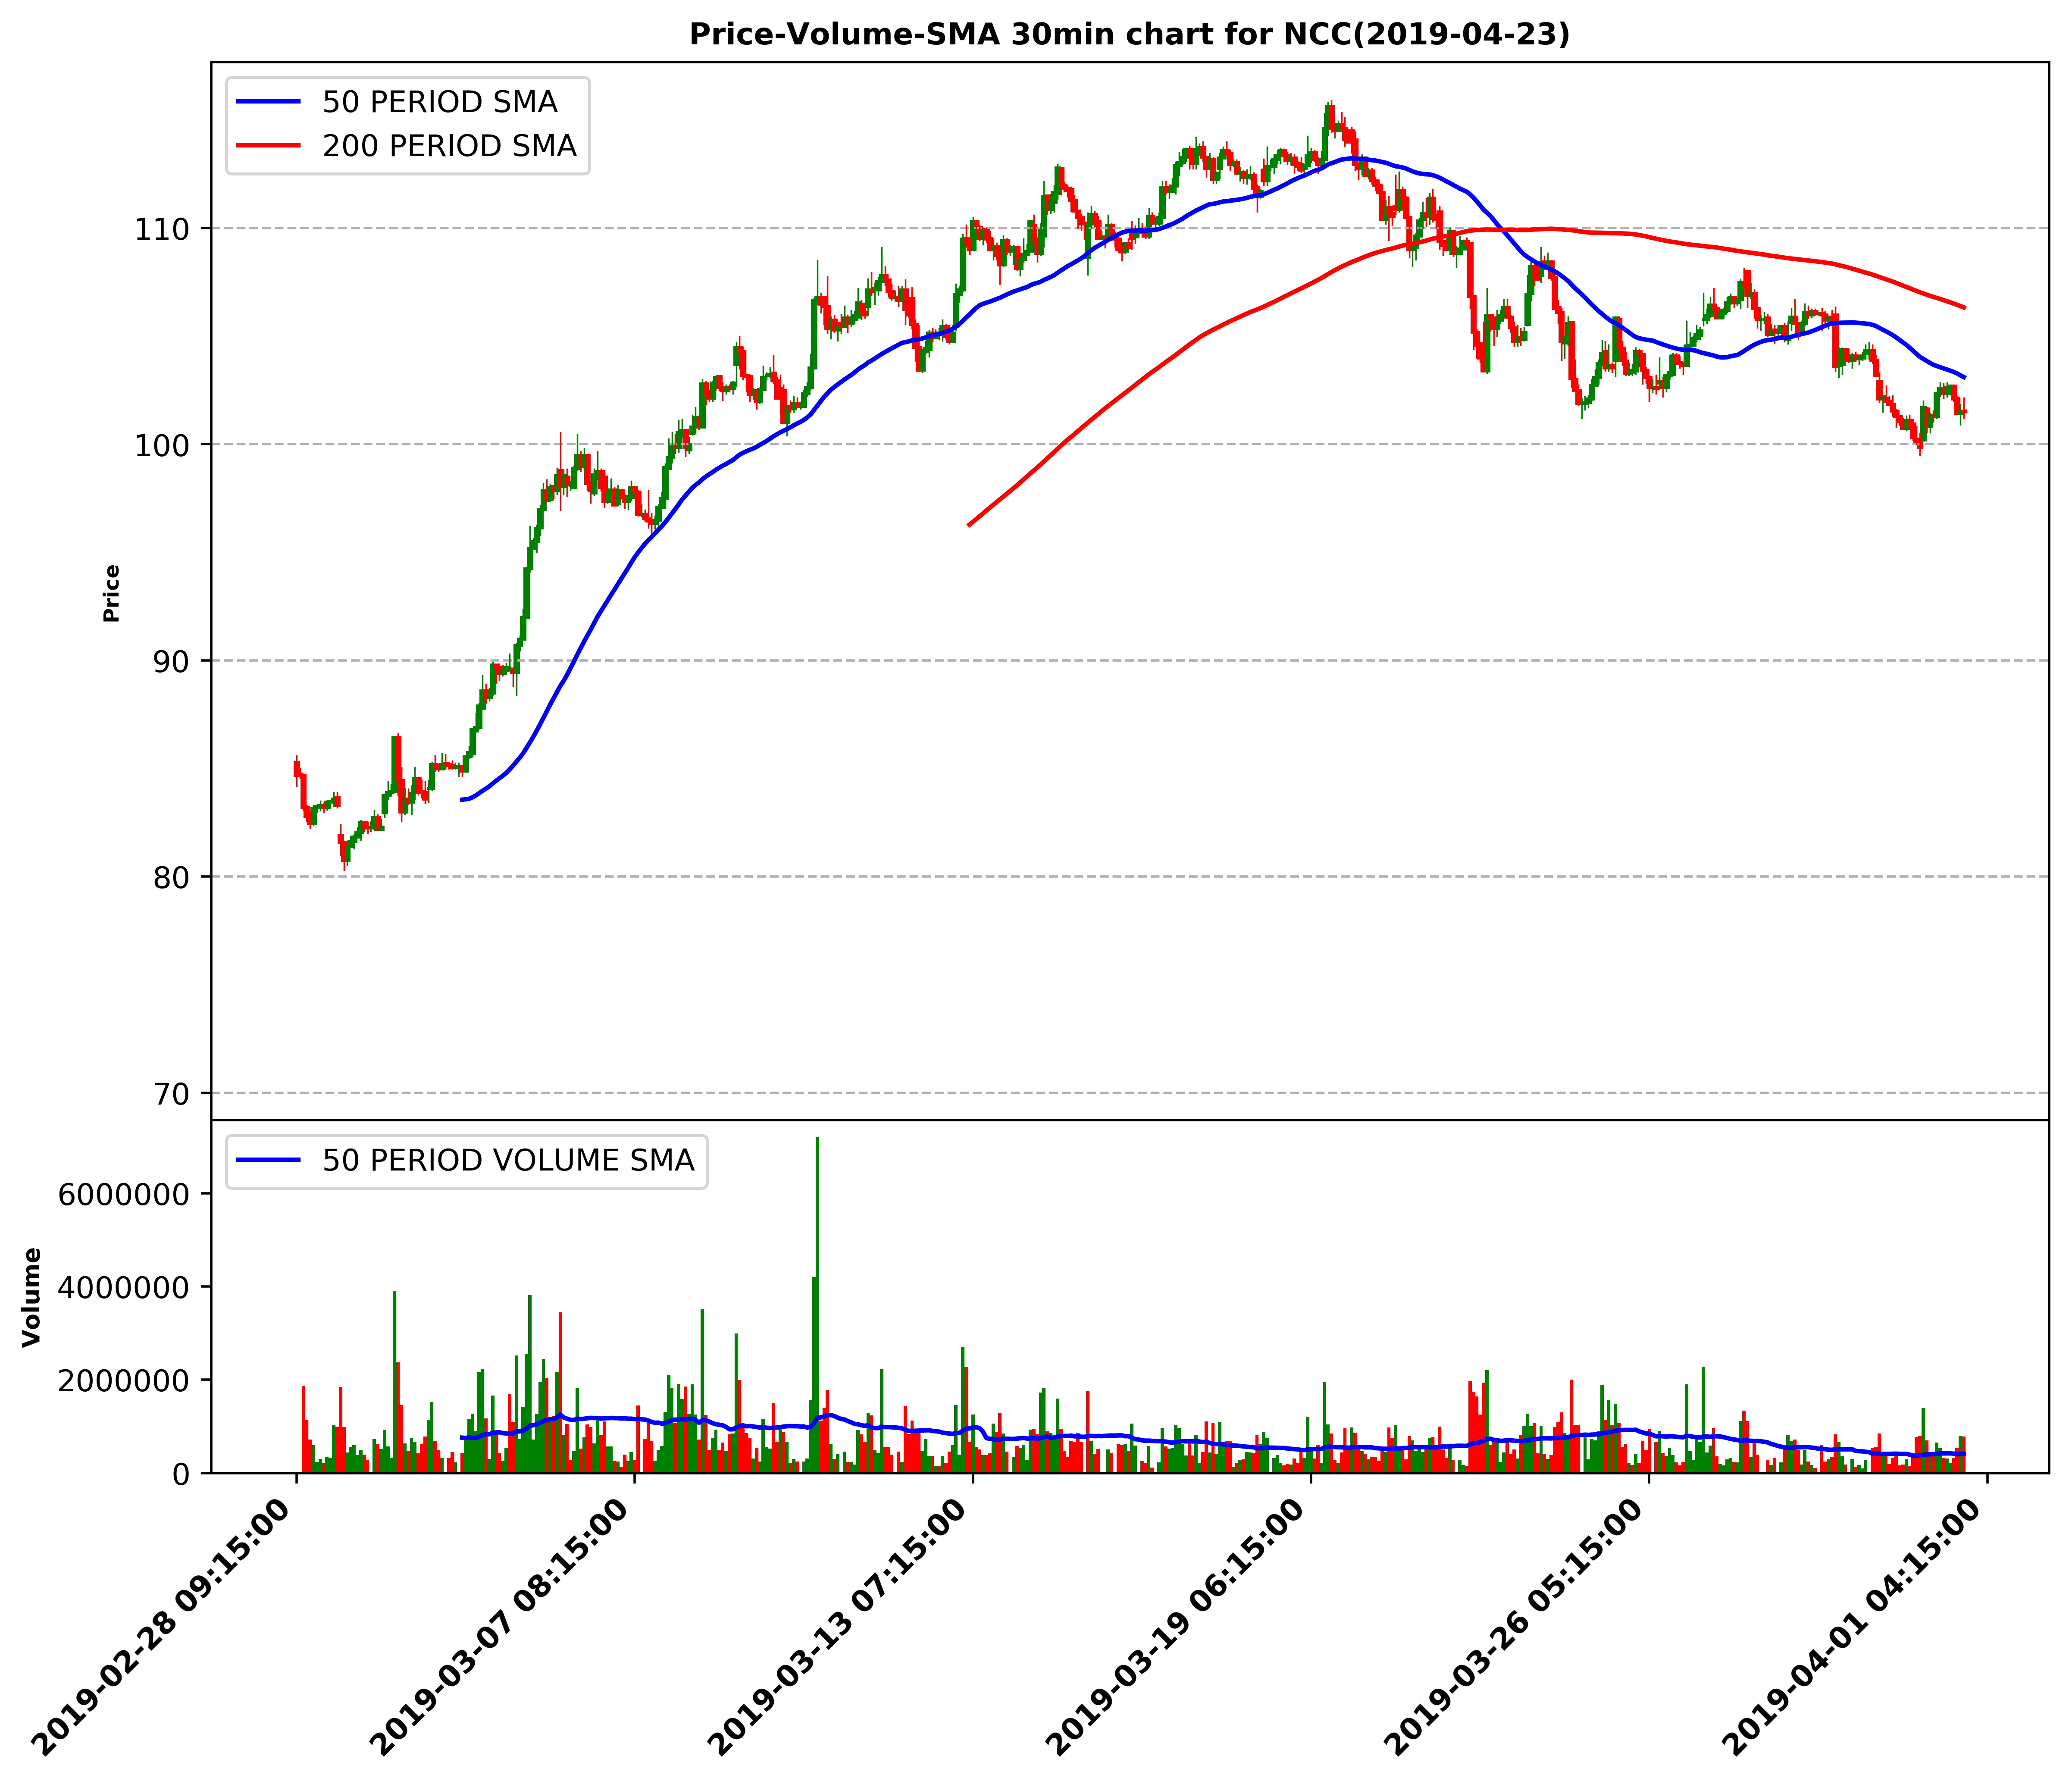 Price-Volume-SMA 30min chart for NCC(2019-04-23)
50 PERIOD SMA
200 PERIOD SMA
110
100
90
80
70
Price
50 PERIOD VOLUME SMA
6000000
4000000
2000000
0
Volume
2019-02-28 09:15:00
2019-03-07 08:15:00
2019-03-13 07:15:00
2019-03-19 06:15:00
2019-03-26 05:15:00
2019-04-01 04:15:00